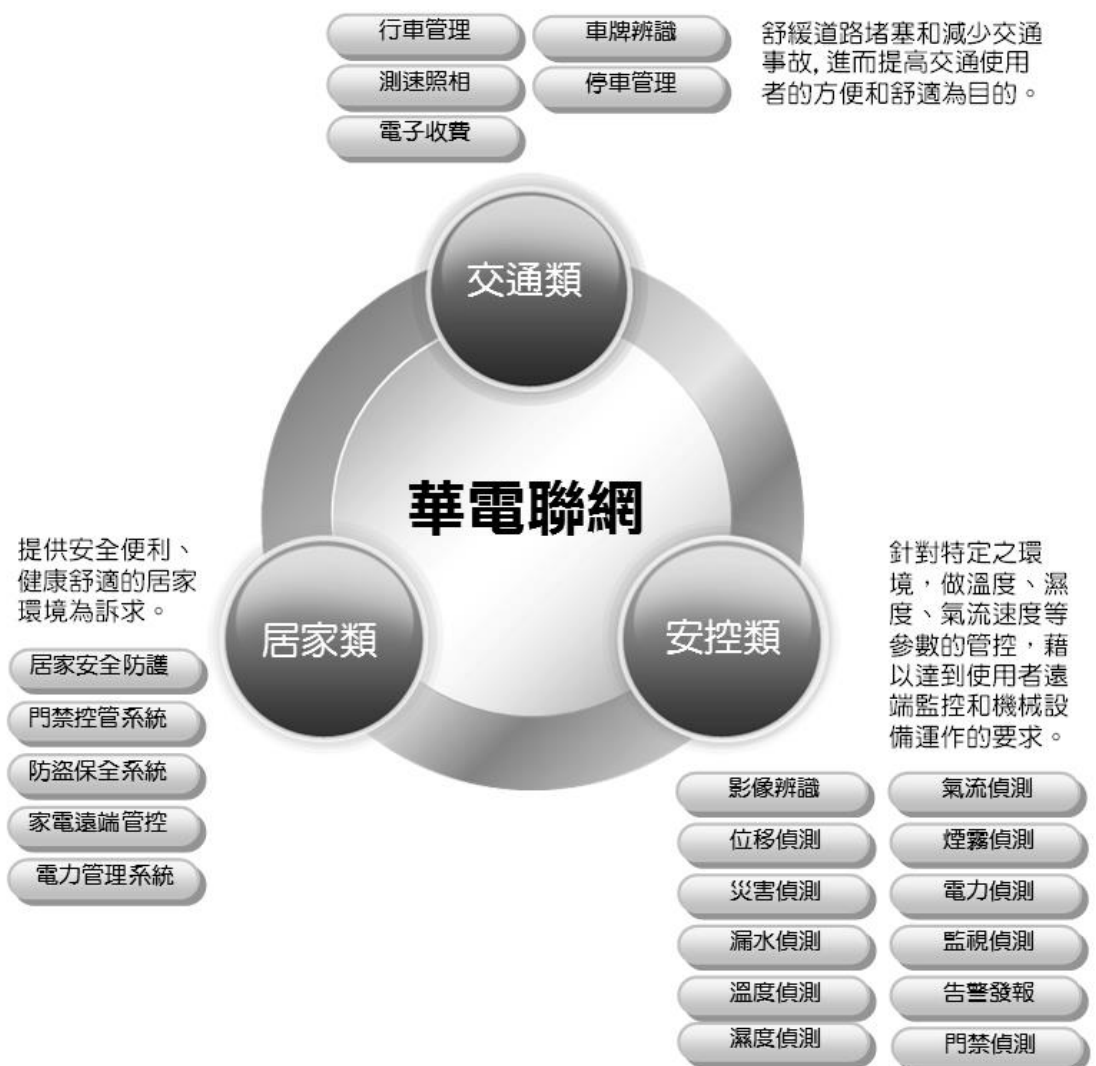 行車管理
車牌辨識
測速照相
停車管理
電子收費
舒緩道路堵塞和減少交通
事故,進而提高交通使用
者的方便和舒適為目的。
交通類
華電聯網
提供安全便利、
健康舒適的居家
環境為訴求。
居家類
居家安全防護
門禁控管系統
防盜保全系統
家電遠端管控
電力管理系統
安控類
針對特定之環
境,做溫度、濕
度、氣流速度等
參數的管控,藉
以達到使用者遠
端監控和機械設
備運作的要求。
影像辨識
氣流偵測
位移偵測
煙霧偵測
災害偵測
電力偵測
漏水偵測
監視偵測
溫度偵測
告警發報
濕度偵測
門禁偵測